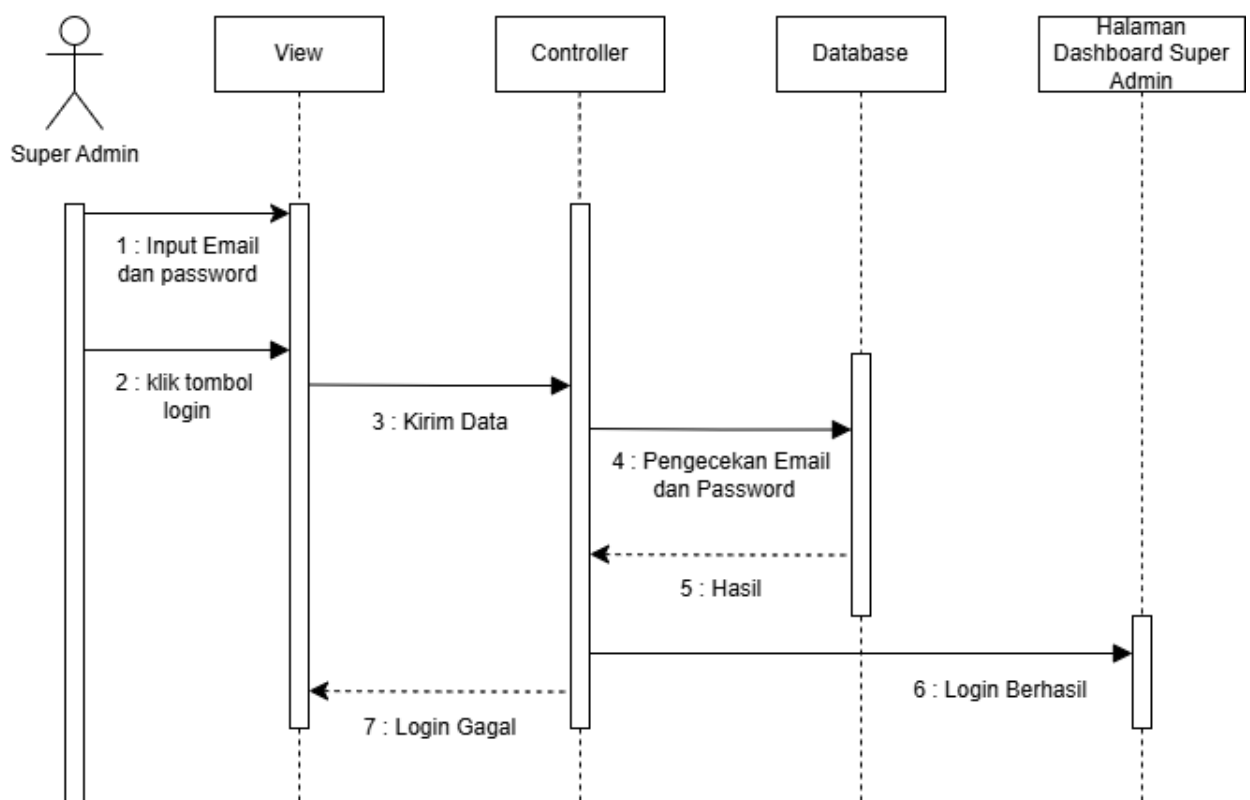 View
Controller
Database
Halaman
Dashboard Super
Admin
Super Admin
1 : Input Email
dan password
2 : klik tombol
login
3 : Kirim Data
4 : Pengecekan Email
dan Password
5 : Hasil
6 : Login Berhasil
7 : Login Gagal